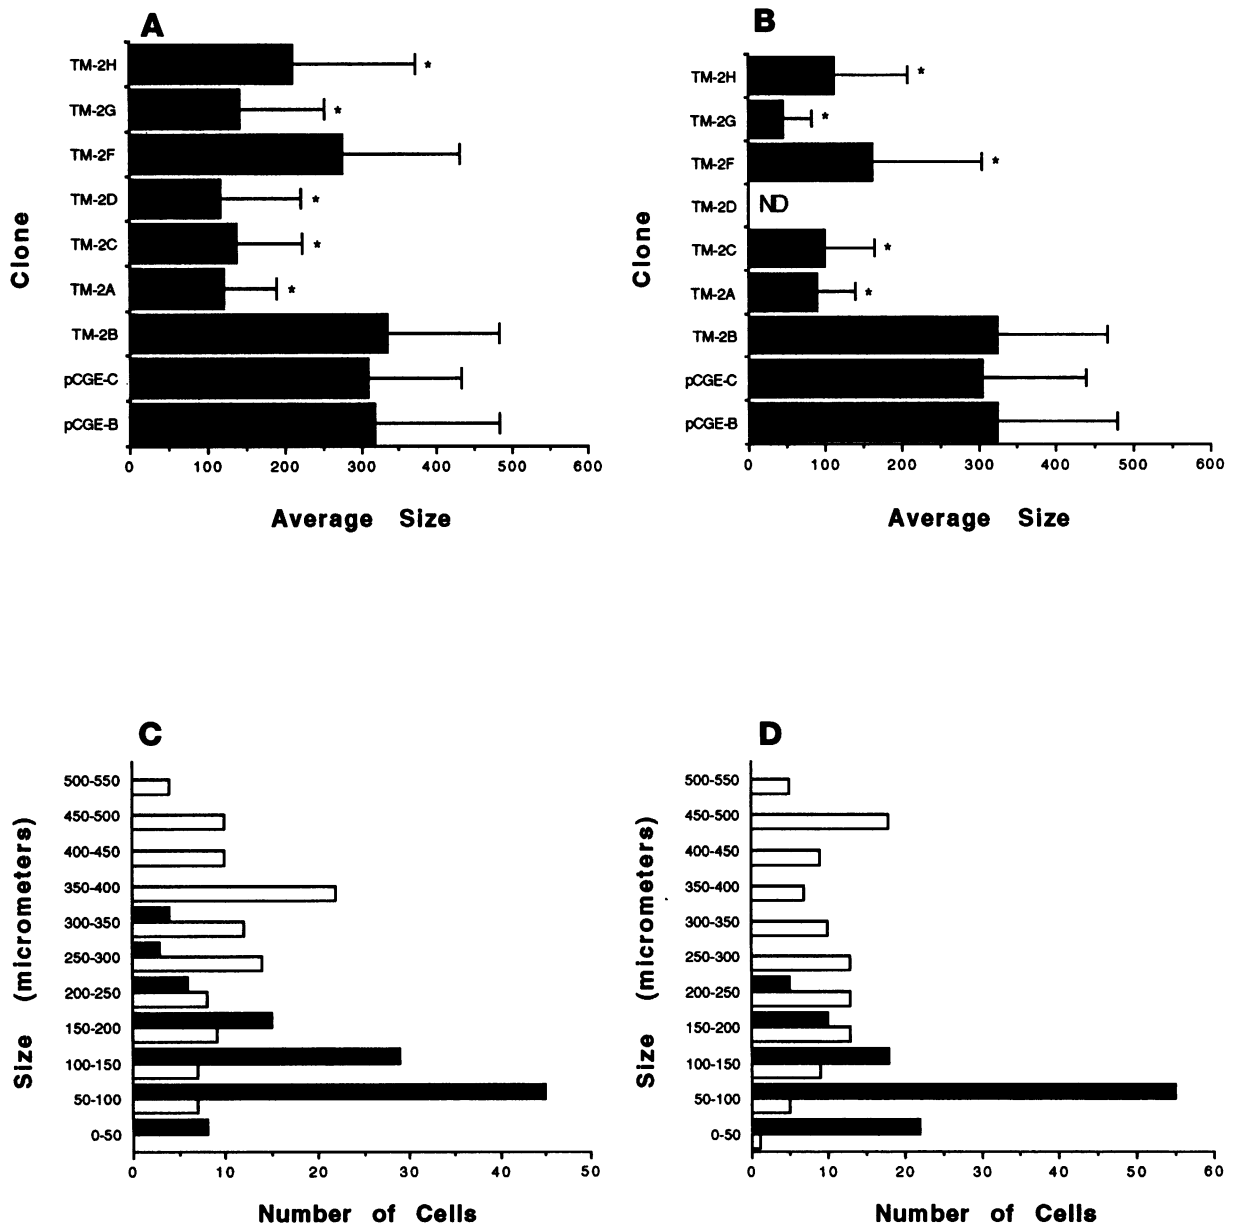 A
TM-2H *
TM-2G *
TM-2F
TM-2D *
TM-2C *
TM-2A *
TM-2B
pCGE-C
pCGE-B
Clone
0 100 200 300 400 500 600
Average Size
B
TM-2H *
TM-2G *
TM-2F *
TM-2D ND
TM-2C *
TM-2A *
TM-2B
pCGE-C
pCGE-B
Clone
0 100 200 300 400 500 600
Average Size
C
500-550
450-500
400-450
350-400
300-350
250-300
200-250
150-200
100-150
50-100
0-50
Size (micrometers)
0 10 20 30 40 50
Number of Cells
D
500-550
450-500
400-450
350-400
300-350
250-300
200-250
150-200
100-150
50-100
0-50
Size (micrometers)
0 10 20 30 40 50 60
Number of Cells